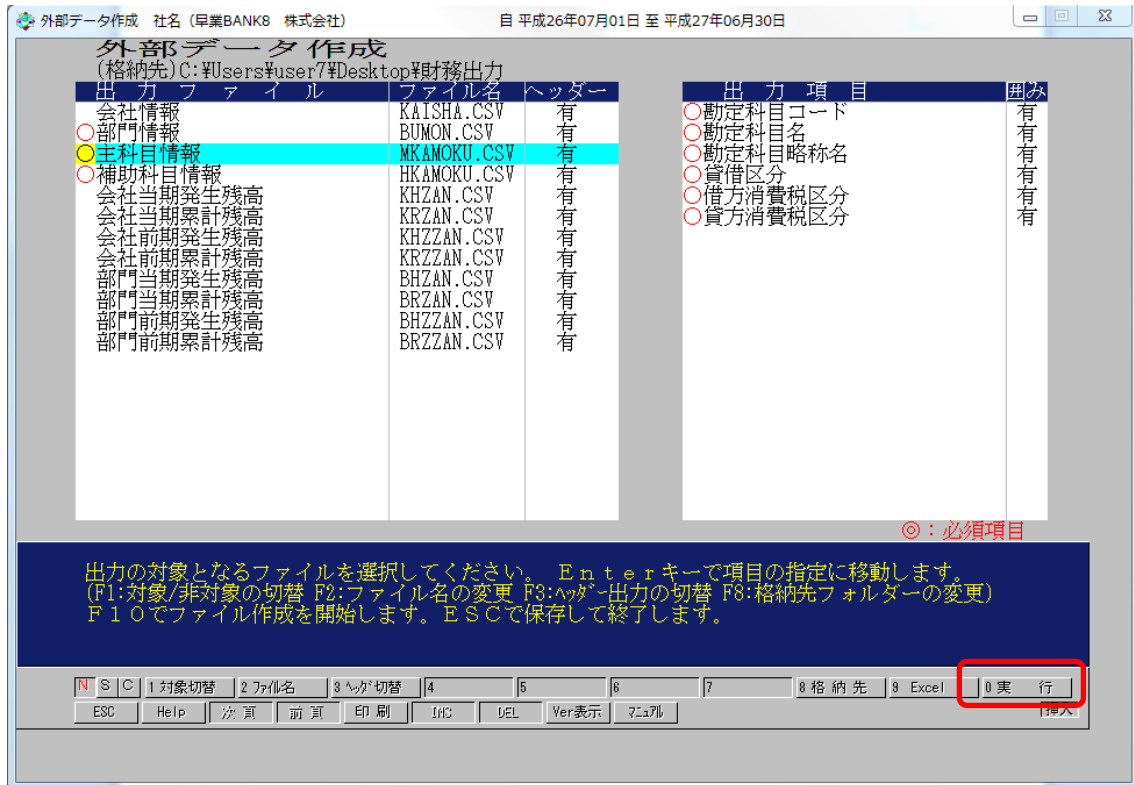 外部データ作成　社名（早業BANK8　株式会社）　自 平成26年07月01日 至 平成27年06月30日
外部データ作成
(格納先)C:¥Users¥user7¥Desktop¥財務出力
出力ファイル　ファイル名　ヘッダー　出力項目　囲み
会社情報　KAISHA.CSV　有　○勘定科目コード　有
○部門情報　BUMON.CSV　有　○勘定科目名　有
○主科目情報　MKAMOKU.CSV　有　○勘定科目略称名　有
○補助科目情報　HKAMOKU.CSV　有　○貸借区分　有
会社当期発生残高　KHZAN.CSV　有　○借方消費税区分　有
会社当期累計残高　KRZAN.CSV　有　○貸方消費税区分　有
会社前期発生残高　KHZZAN.CSV　有
会社前期累計残高　KRZZAN.CSV　有
部門当期発生残高　BHZAN.CSV　有
部門当期累計残高　BRZAN.CSV　有
部門前期発生残高　BHZZAN.CSV　有
部門前期累計残高　BRZZAN.CSV　有
◎：必須項目
出力の対象となるファイルを選択してください。　Ｅｎｔｅｒキーで項目の指定に移動します。
(F1:対象/非対象の切替 F2:ファイル名の変更 F3:ﾍｯﾀﾞｰ出力の切替 F8:格納先フォルダーの変更)
Ｆ１０でファイル作成を開始します。ＥＳＣで保存して終了します。
N S C 1 対象切替 2 ﾌｧｲﾙ名 3 ﾍｯﾀﾞ切替 4 5 6 7 8 格 納 先 9 Excel 0 実　行
ESC Help 次 頁 前 頁 印 刷 INS DEL Ver表示 ﾏﾆｭｱﾙ 挿入